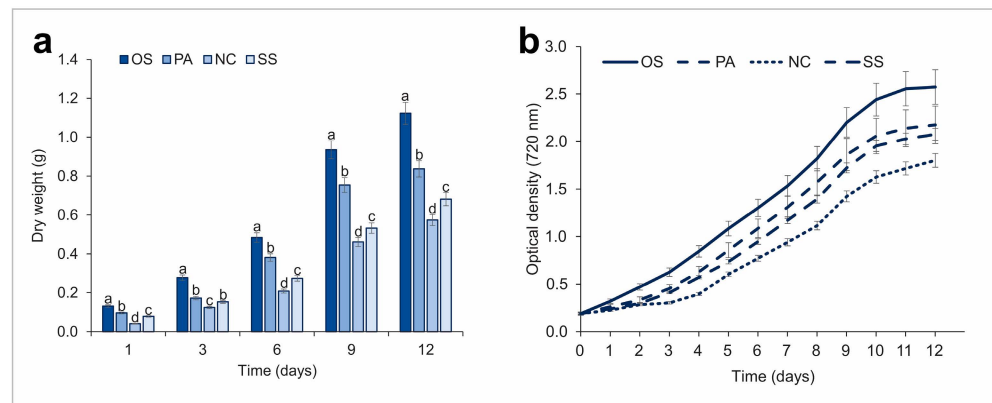 a
OS PA NC SS
1.4
1.2
1.0
0.8
0.6
0.4
0.2
0.0
Dry weight (g)
a b d c
a b c b
a b d c
a b d c
a b d c
1 3 6 9 12
Time (days)
b
OS PA NC SS
3.0
2.5
2.0
1.5
1.0
0.5
0.0
Optical density (720 nm)
0 1 2 3 4 5 6 7 8 9 10 11 12
Time (days)